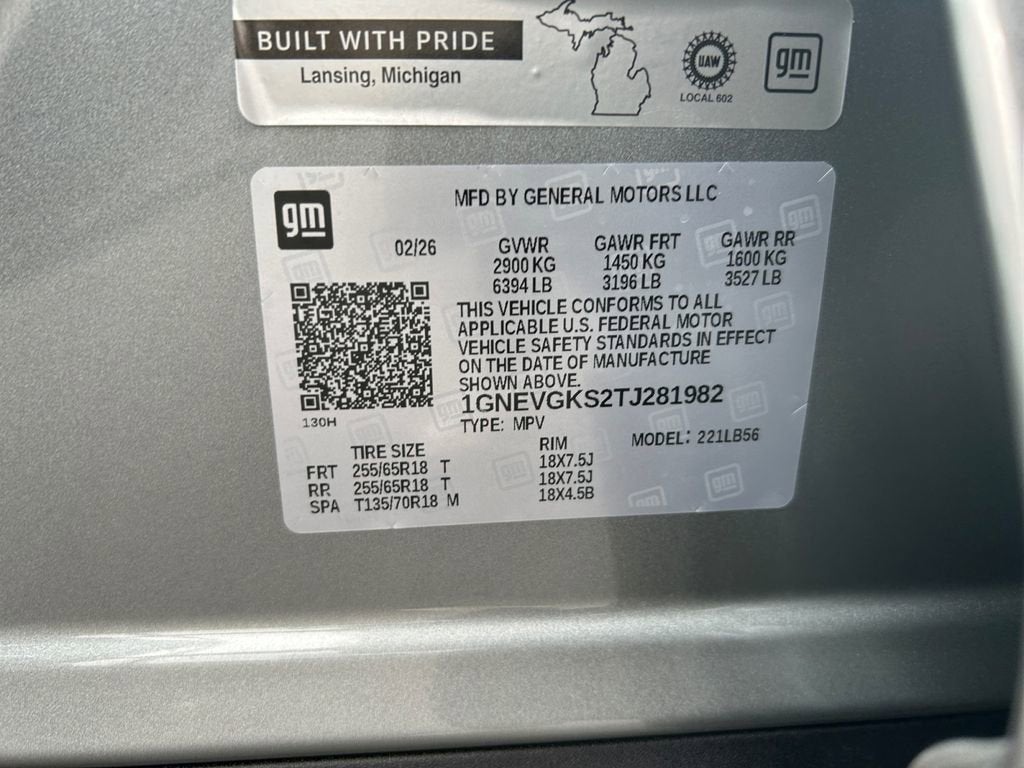 BUILT WITH PRIDE
Lansing, Michigan
UAW
LOCAL 602
gm
gm
MFD BY GENERAL MOTORS LLC
02/26 GVWR GAWR FRT GAWR RR
2900 KG 1450 KG 1600 KG
6394 LB 3196 LB 3527 LB
THIS VEHICLE CONFORMS TO ALL
APPLICABLE U.S. FEDERAL MOTOR
VEHICLE SAFETY STANDARDS IN EFFECT
ON THE DATE OF MANUFACTURE
SHOWN ABOVE.
1GNEVGKS2TJ281982
130H
TYPE: MPV
MODEL: 221LB56
TIRE SIZE RIM
FRT 255/65R18 T 18X7.5J
RR 255/65R18 T 18X7.5J
SPA T135/70R18 M 18X4.5B